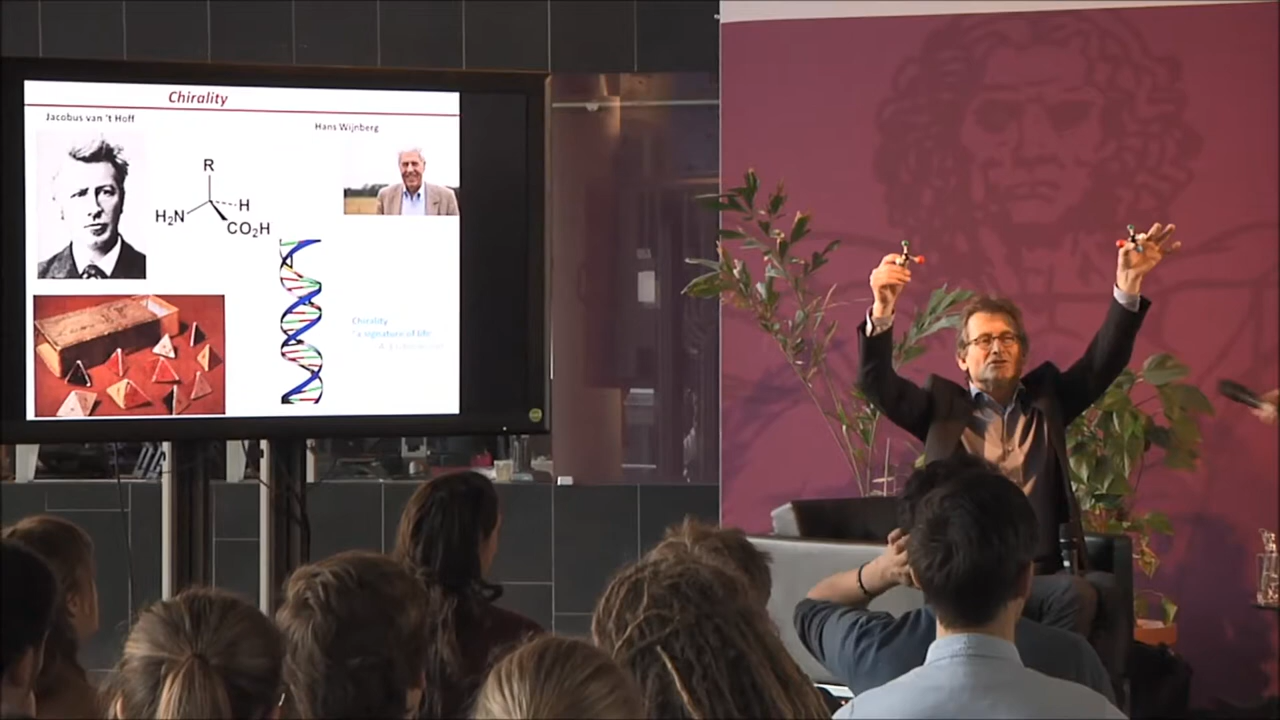 Chirality
Jacobus van 't Hoff
Hans Wijnberg
R
H
H₂N
CO₂H
Chirality
"a signature of life